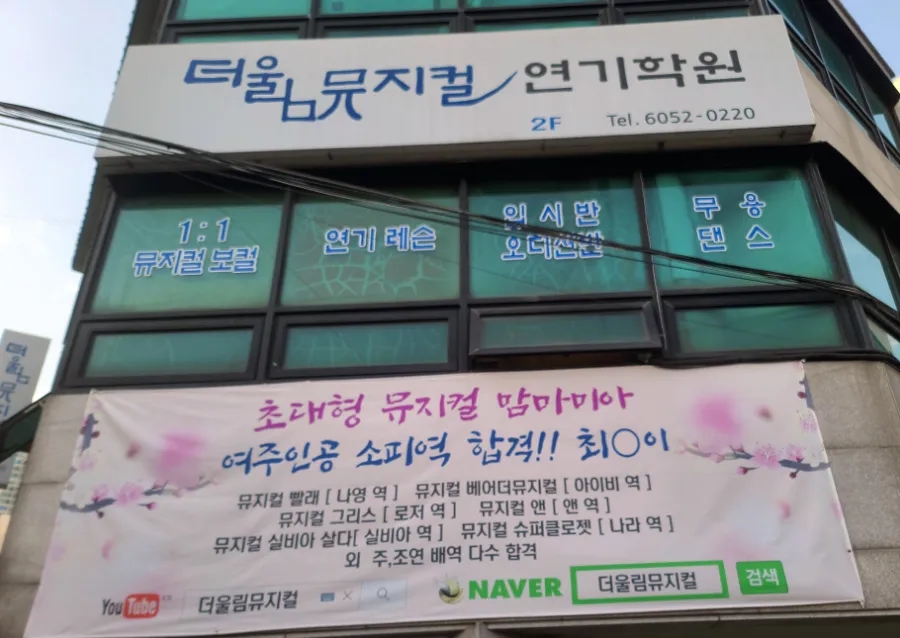 더울림뮤지컬 연기학원
2F Tel. 6052-0220
1:1
뮤지컬 보컬
연기 레슨
입시반
오디션반
무용
댄스
초대형 뮤지컬 맘마미아
여주인공 소피역 합격!! 최○이
뮤지컬 빨래 [ 나영 역 ] 뮤지컬 베어더뮤지컬 [ 아이비 역 ]
뮤지컬 그리스 [ 로저 역 ] 뮤지컬 앤 [ 앤 역 ]
뮤지컬 실비아 살다[ 실비아 역 ] 뮤지컬 슈퍼클로젯 [ 나라 역 ]
외 주,조연 배역 다수 합격
YouTube 더울림뮤지컬 NAVER 더울림뮤지컬 검색